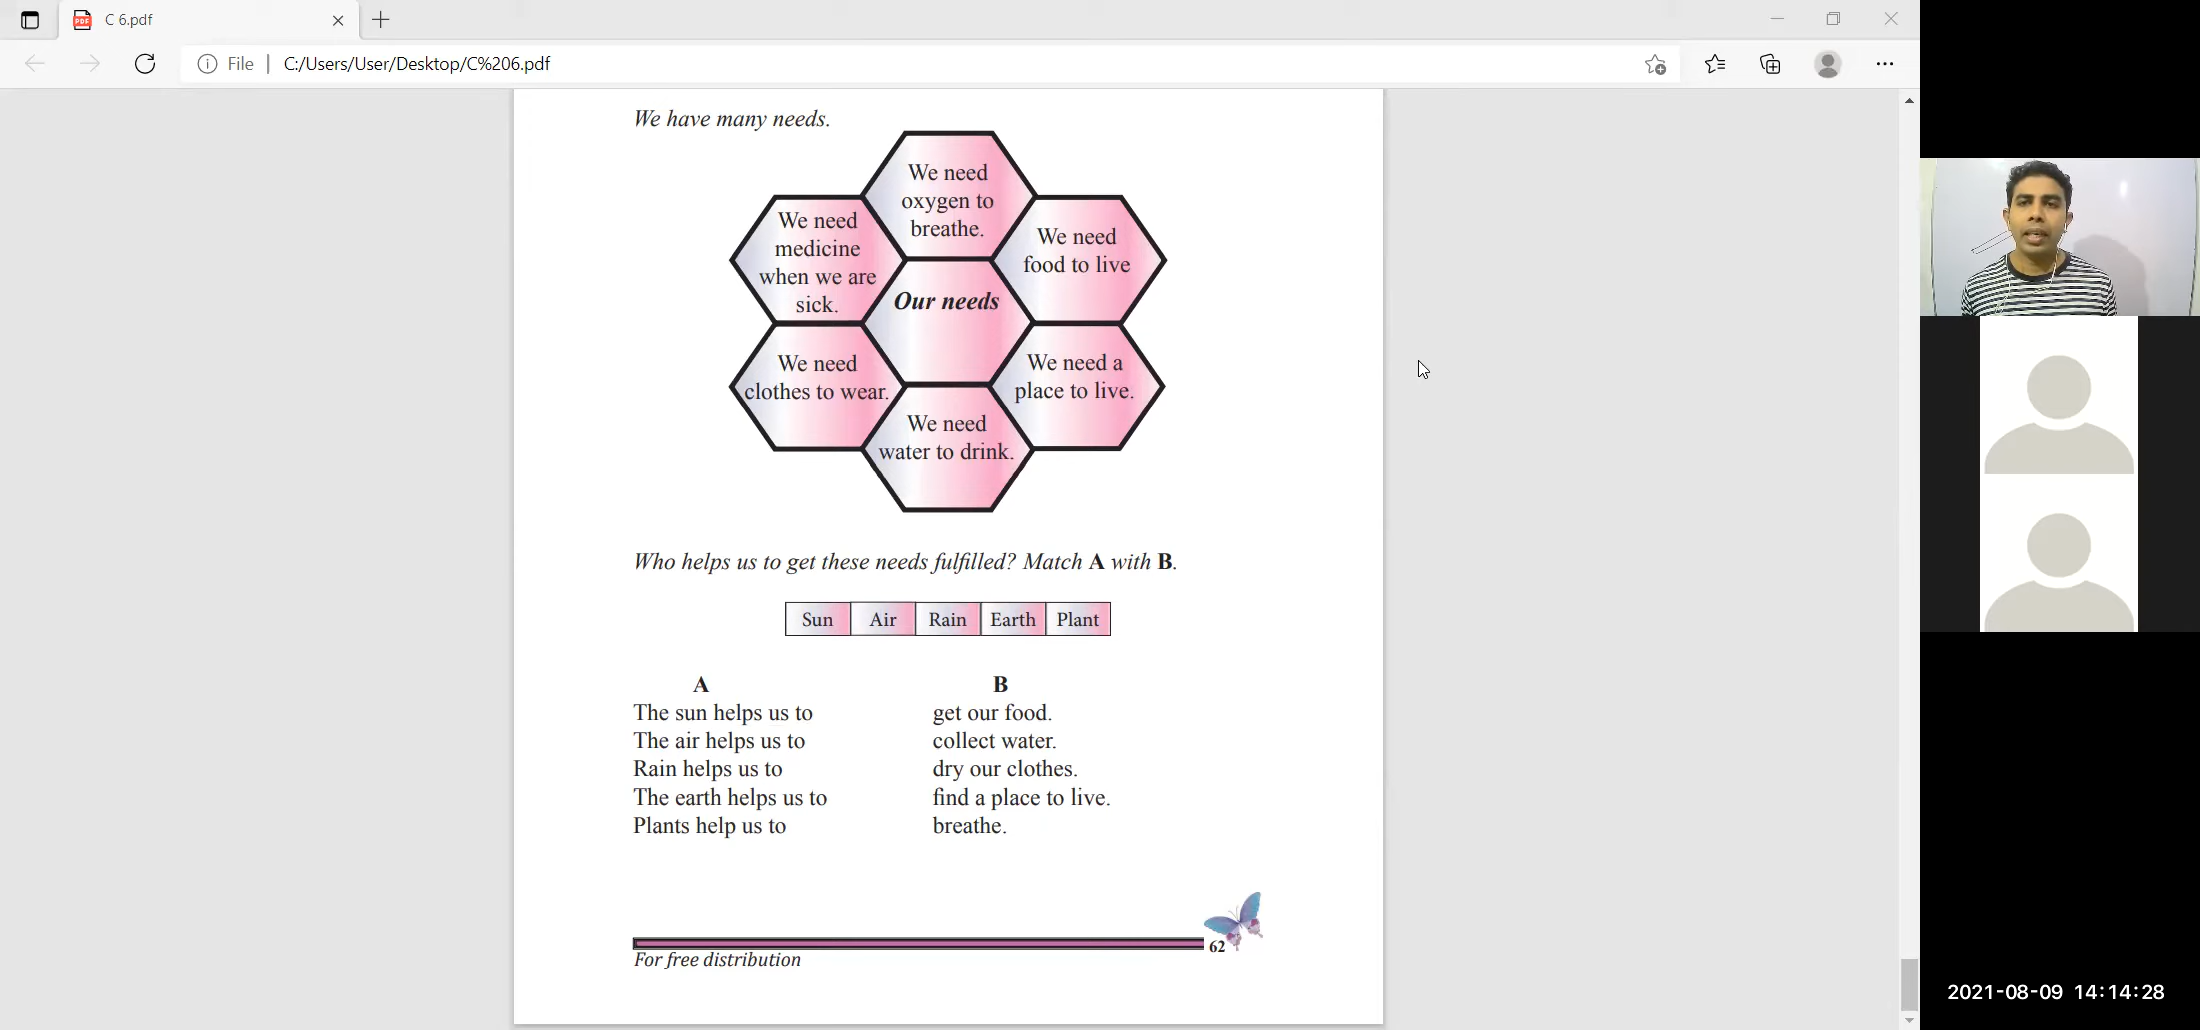 C 6.pdf
File
C:/Users/User/Desktop/C%206.pdf
We have many needs.
We need
oxygen to
breathe.
We need
medicine
when we are
sick.
We need
food to live
Our needs
We need
clothes to wear.
We need a
place to live.
We need
water to drink.
Who helps us to get these needs fulfilled? Match A with B.
Sun Air Rain Earth Plant
A B
The sun helps us to get our food.
The air helps us to collect water.
Rain helps us to dry our clothes.
The earth helps us to find a place to live.
Plants help us to breathe.
62
For free distribution
2021-08-09 14:14:28